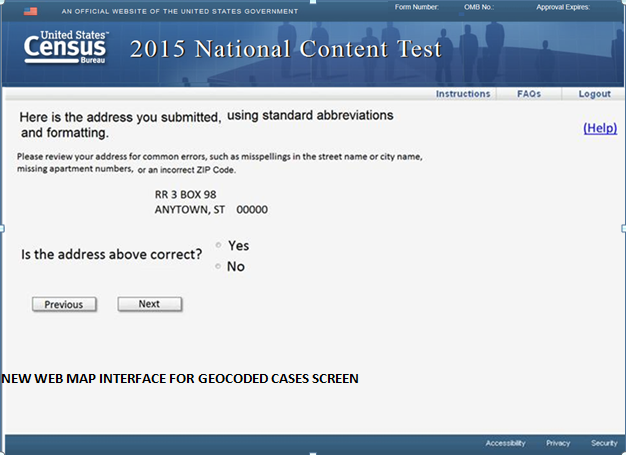 AN OFFICIAL WEBSITE OF THE UNITED STATES GOVERNMENT Form Number: OMB No.: Approval Expires:
United States™
Census
Bureau
2015 National Content Test
Instructions FAQs Logout
Here is the address you submitted, using standard abbreviations
and formatting.
(Help)
Please review your address for common errors, such as misspellings in the street name or city name,
missing apartment numbers, or an incorrect ZIP Code.
RR 3 BOX 98
ANYTOWN, ST 00000
Is the address above correct?
Yes
No
Previous Next
NEW WEB MAP INTERFACE FOR GEOCODED CASES SCREEN
Accessibility Privacy Security